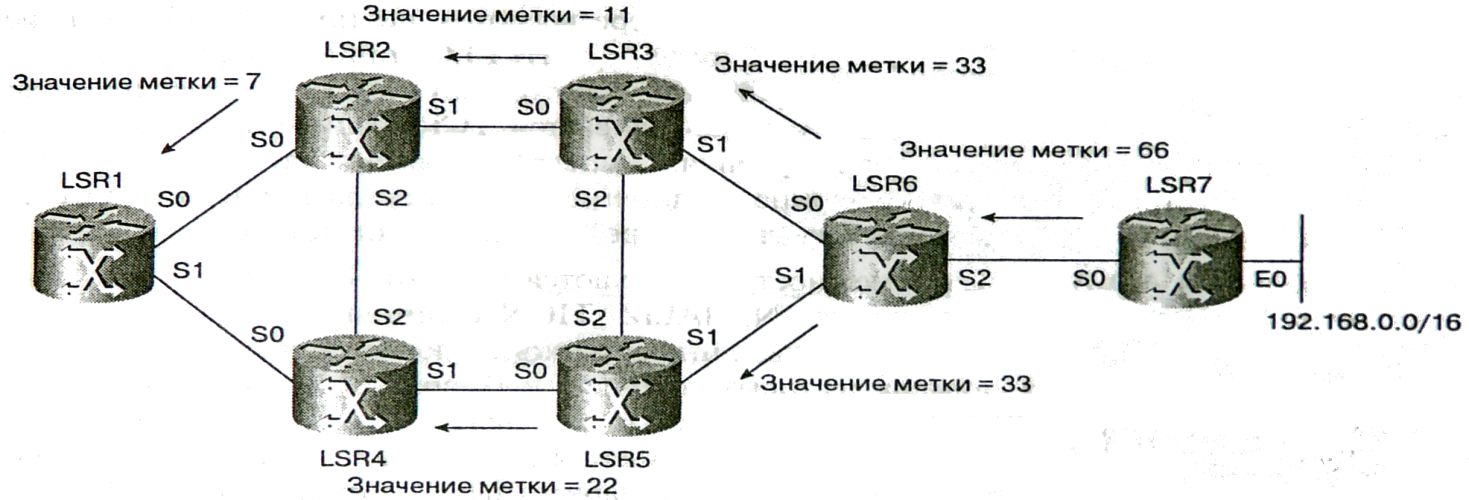 Значение метки = 11
LSR2
LSR3
Значение метки = 7
Значение метки = 33
S1
S0
S0
S1
Значение метки = 66
LSR1
LSR6
LSR7
S0
S2
S2
S0
S1
S1
S2
S0
E0
S0
S2
S2
S1
192.168.0.0/16
S1
S0
Значение метки = 33
LSR4
LSR5
Значение метки = 22